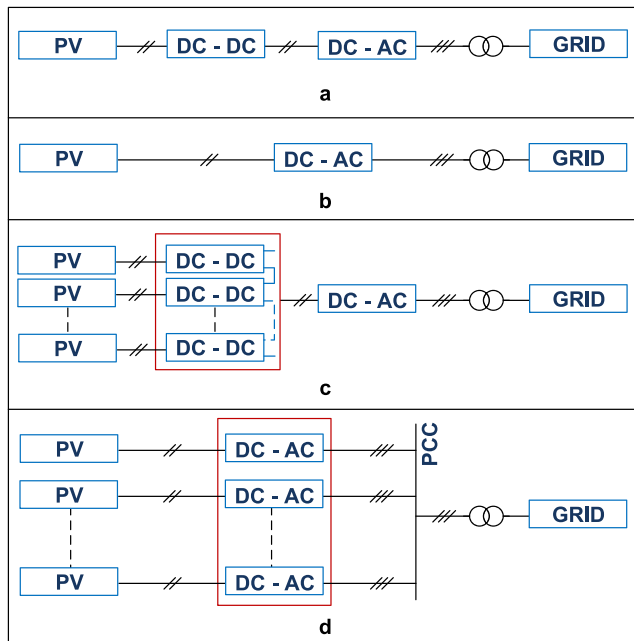 PV DC - DC DC - AC GRID
a
PV DC - AC GRID
b
PV DC - DC
PV DC - DC DC - AC GRID
PV DC - DC
c
PV DC - AC PCC
PV DC - AC GRID
PV DC - AC
d